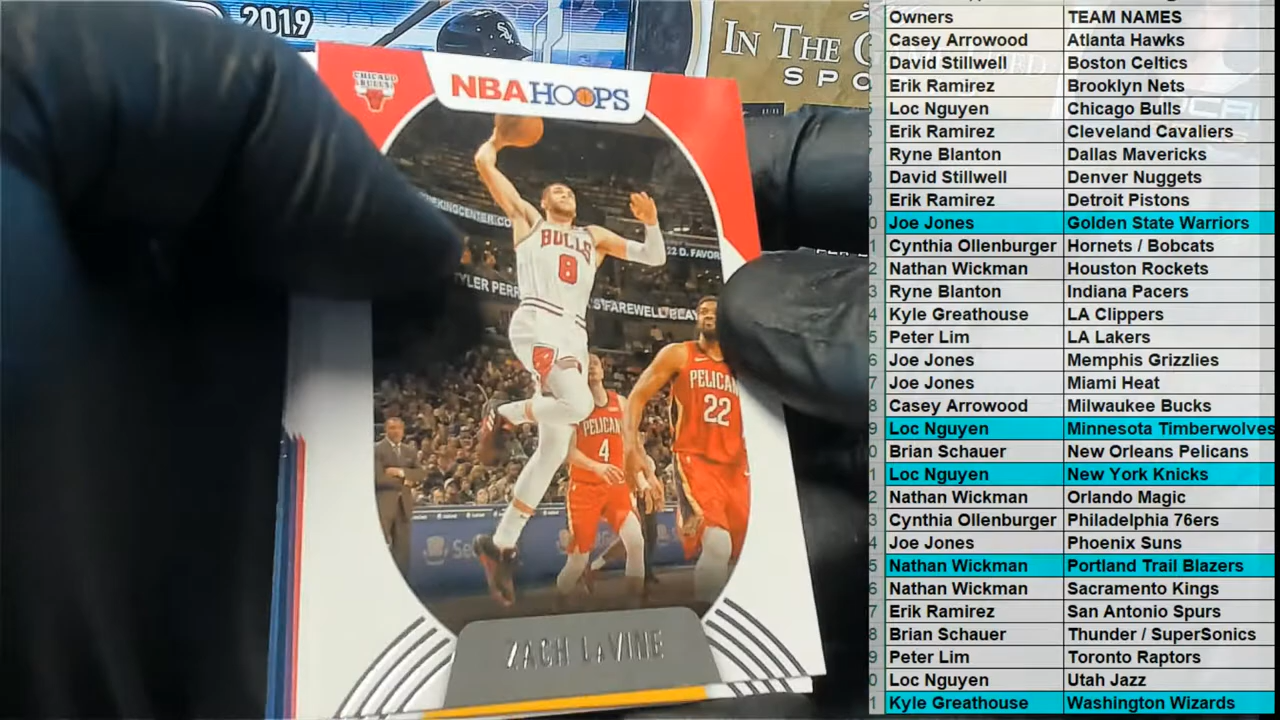 2019
IN THE G
SPO
CHICAGO
BULLS
NBA HOOPS
BULLS
8
22 D. FAVOR
TYLER PERR
'S FAREWELL PLAY
PELICAN
22
PELICAN
4
ZACH LAVINE
Owners TEAM NAMES
Casey Arrowood Atlanta Hawks
David Stillwell Boston Celtics
Erik Ramirez Brooklyn Nets
Loc Nguyen Chicago Bulls
Erik Ramirez Cleveland Cavaliers
Ryne Blanton Dallas Mavericks
David Stillwell Denver Nuggets
Erik Ramirez Detroit Pistons
Joe Jones Golden State Warriors
Cynthia Ollenburger Hornets / Bobcats
Nathan Wickman Houston Rockets
Ryne Blanton Indiana Pacers
Kyle Greathouse LA Clippers
Peter Lim LA Lakers
Joe Jones Memphis Grizzlies
Joe Jones Miami Heat
Casey Arrowood Milwaukee Bucks
Loc Nguyen Minnesota Timberwolves
Brian Schauer New Orleans Pelicans
Loc Nguyen New York Knicks
Nathan Wickman Orlando Magic
Cynthia Ollenburger Philadelphia 76ers
Joe Jones Phoenix Suns
Nathan Wickman Portland Trail Blazers
Nathan Wickman Sacramento Kings
Erik Ramirez San Antonio Spurs
Brian Schauer Thunder / SuperSonics
Peter Lim Toronto Raptors
Loc Nguyen Utah Jazz
Kyle Greathouse Washington Wizards